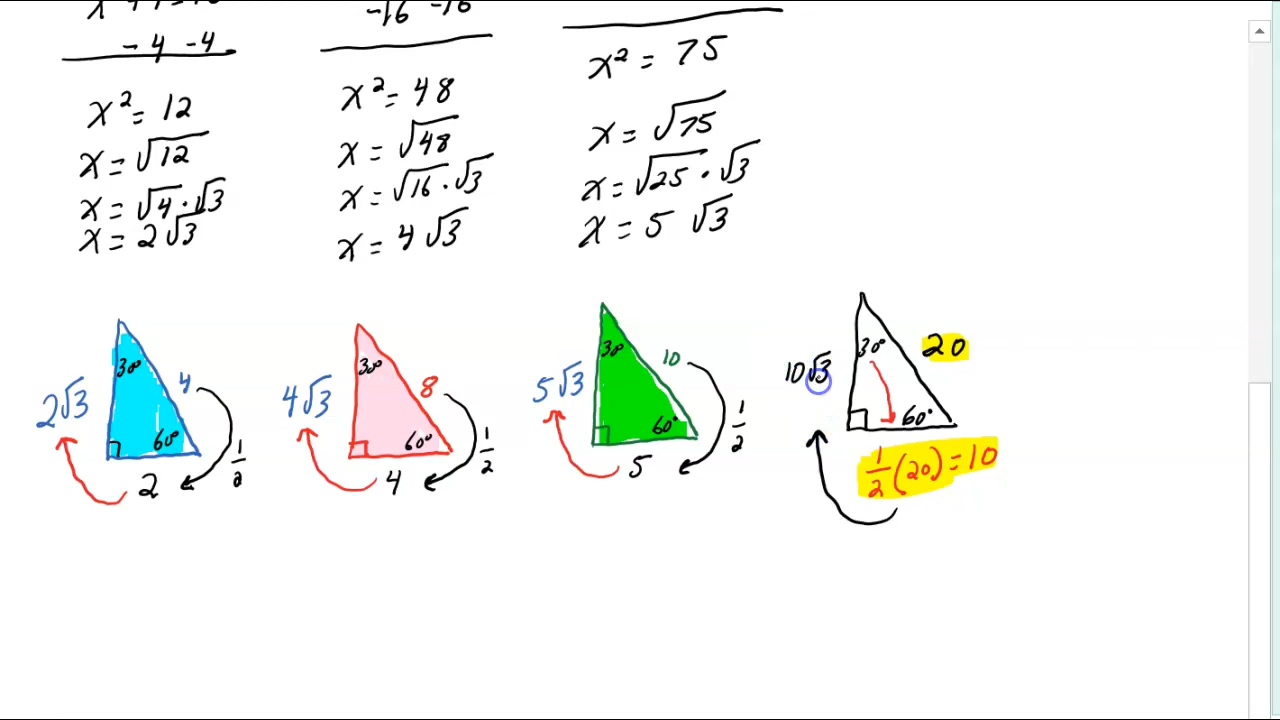 -16 -16
-4 -4
x² = 12
x = √12
x = √4 · √3
x = 2√3
x² = 48
x = √48
x = √16 · √3
x = 4√3
x² = 75
x = √75
x = √25 · √3
x = 5 √3
30°
2√3
4
60°
1/2
2
30°
4√3
8
60°
1/2
4
30
5√3
10
60°
1/2
5
30°
10√3
20
60°
1/2 (20) = 10